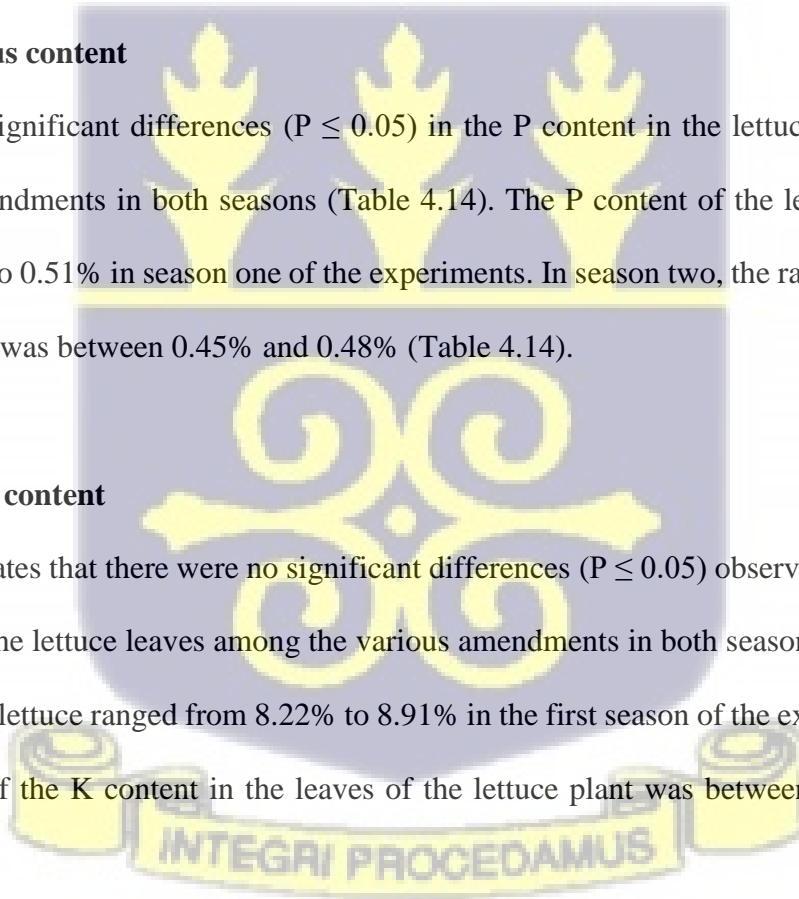 us content
ignificant differences (P ≤ 0.05) in the P content in the lettuc
ndments in both seasons (Table 4.14). The P content of the le
o 0.51% in season one of the experiments. In season two, the ra
was between 0.45% and 0.48% (Table 4.14).
content
ates that there were no significant differences (P ≤ 0.05) observ
he lettuce leaves among the various amendments in both season
lettuce ranged from 8.22% to 8.91% in the first season of the ex
f the K content in the leaves of the lettuce plant was between
INTEGRI PROCEDAMUS